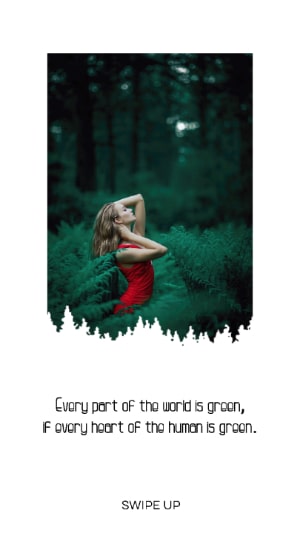 Every part of the world is green,
if every heart of the human is green.
SWIPE UP